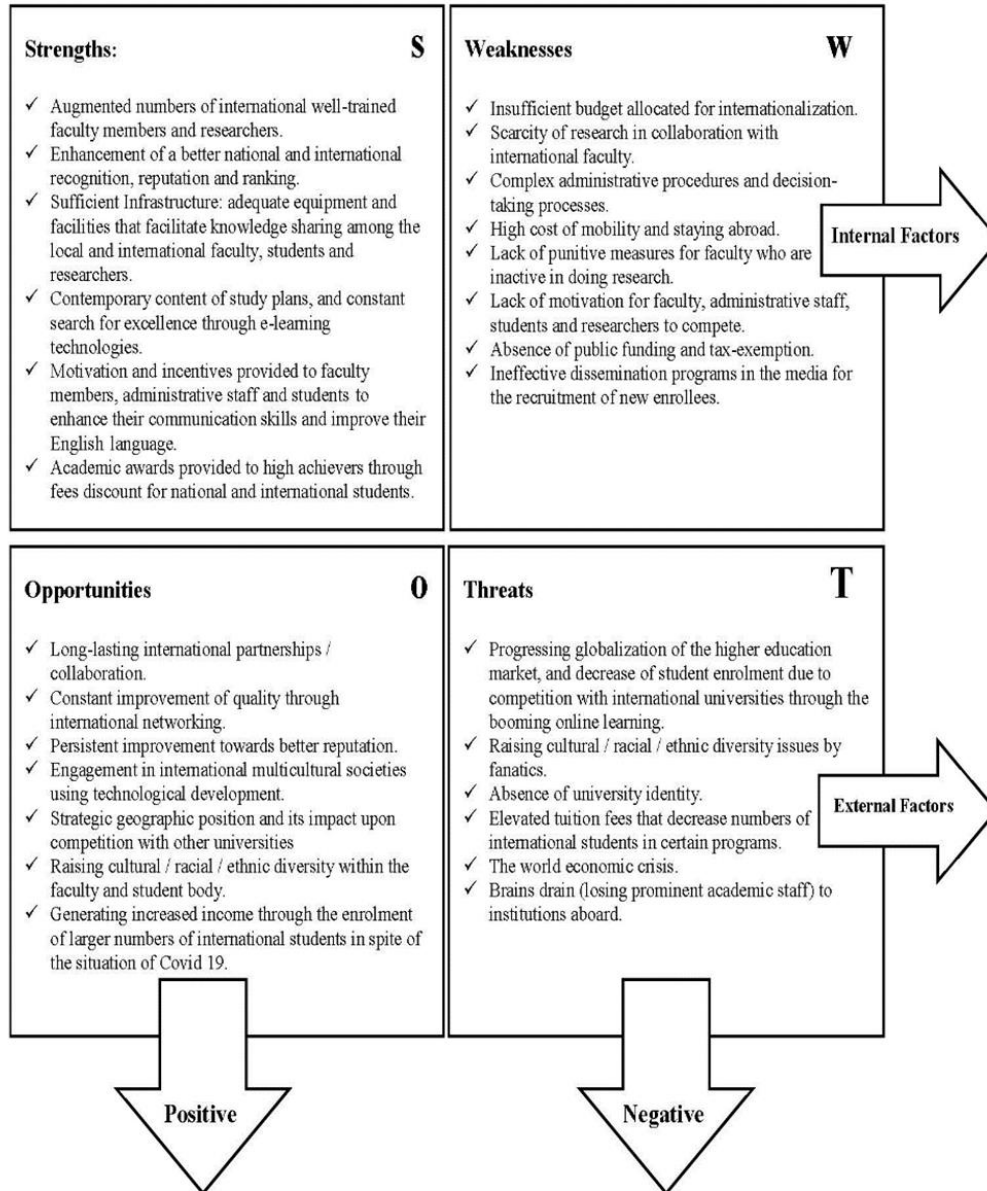 Strengths: S
✓ Augmented numbers of international well-trained
faculty members and researchers.
✓ Enhancement of a better national and international
recognition, reputation and ranking.
✓ Sufficient Infrastructure: adequate equipment and
facilities that facilitate knowledge sharing among the
local and international faculty, students and
researchers.
✓ Contemporary content of study plans, and constant
search for excellence through e-learning
technologies.
✓ Motivation and incentives provided to faculty
members, administrative staff and students to
enhance their communication skills and improve their
English language.
✓ Academic awards provided to high achievers through
fees discount for national and international students.
Weaknesses W
✓ Insufficient budget allocated for internationalization.
✓ Scarcity of research in collaboration with
international faculty.
✓ Complex administrative procedures and decision-
taking processes.
✓ High cost of mobility and staying abroad.
✓ Lack of punitive measures for faculty who are
inactive in doing research.
✓ Lack of motivation for faculty, administrative staff,
students and researchers to compete.
✓ Absence of public funding and tax-exemption.
✓ Ineffective dissemination programs in the media for
the recruitment of new enrollees.
Internal Factors
Opportunities O
✓ Long-lasting international partnerships /
collaboration.
✓ Constant improvement of quality through
international networking.
✓ Persistent improvement towards better reputation.
✓ Engagement in international multicultural societies
using technological development.
✓ Strategic geographic position and its impact upon
competition with other universities
✓ Raising cultural / racial / ethnic diversity within the
faculty and student body.
✓ Generating increased income through the enrolment
of larger numbers of international students in spite of
the situation of Covid 19.
Threats T
✓ Progressing globalization of the higher education
market, and decrease of student enrolment due to
competition with international universities through the
booming online learning.
✓ Raising cultural / racial / ethnic diversity issues by
fanatics.
✓ Absence of university identity.
✓ Elevated tuition fees that decrease numbers of
international students in certain programs.
✓ The world economic crisis.
✓ Brains drain (losing prominent academic staff) to
institutions aboard.
External Factors
Positive
Negative